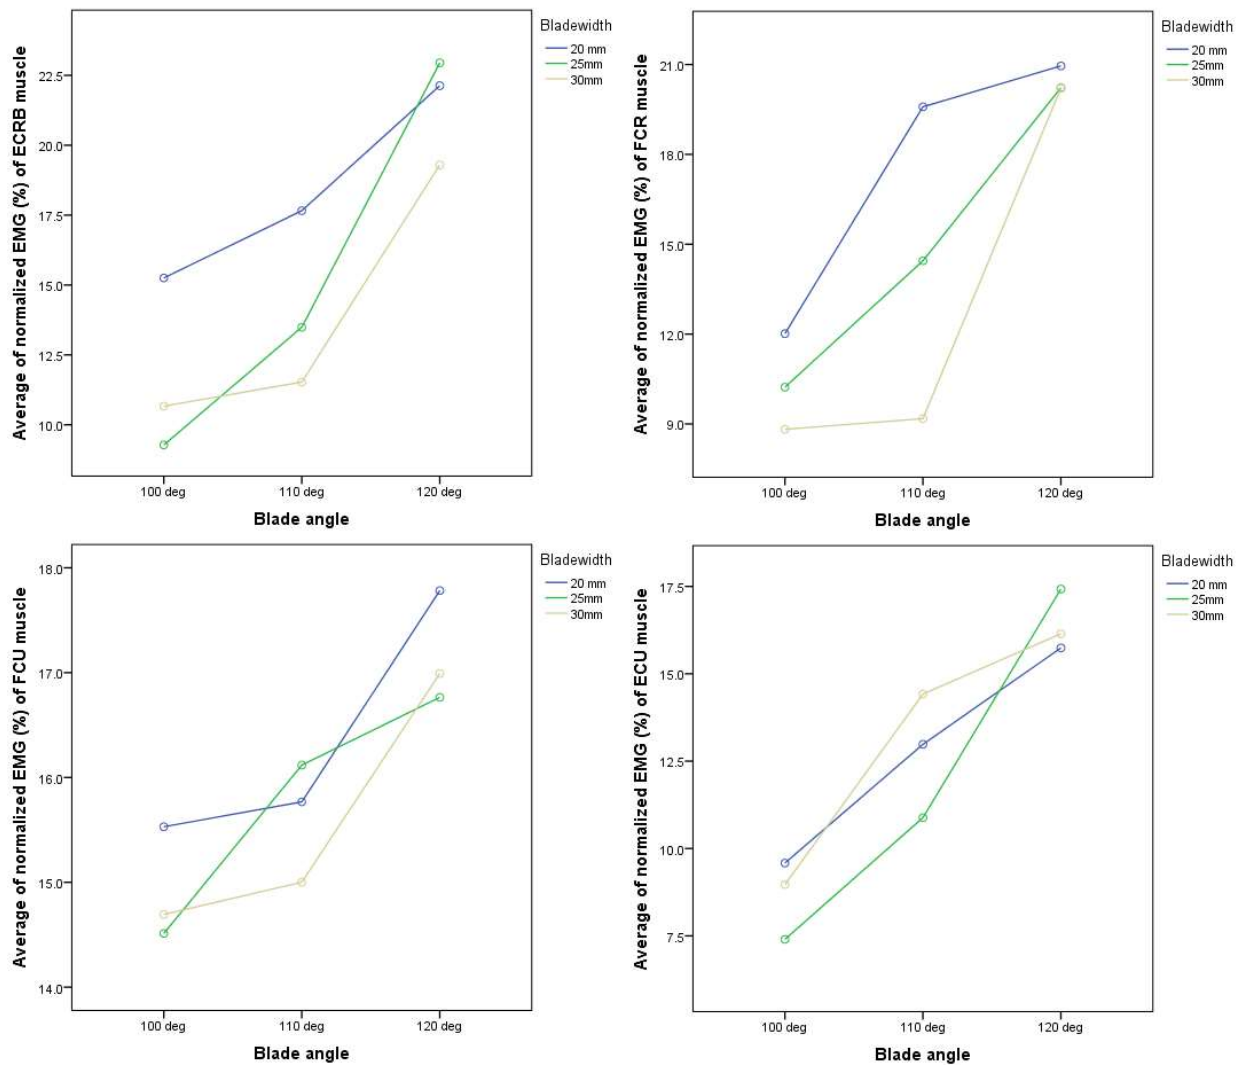 Average of normalized EMG (%) of ECRB muscle
22.5
20.0
17.5
15.0
12.5
10.0
100 deg 110 deg 120 deg
Blade angle
Bladewidth
20 mm
25mm
30mm
Average of normalized EMG (%) of FCR muscle
21.0
18.0
15.0
12.0
9.0
100 deg 110 deg 120 deg
Blade angle
Bladewidth
20 mm
25mm
30mm
Average of normalized EMG (%) of FCU muscle
18.0
17.0
16.0
15.0
14.0
100 deg 110 deg 120 deg
Blade angle
Bladewidth
20 mm
25mm
30mm
Average of normalized EMG (%) of ECU muscle
17.5
15.0
12.5
10.0
7.5
100 deg 110 deg 120 deg
Blade angle
Bladewidth
20 mm
25mm
30mm